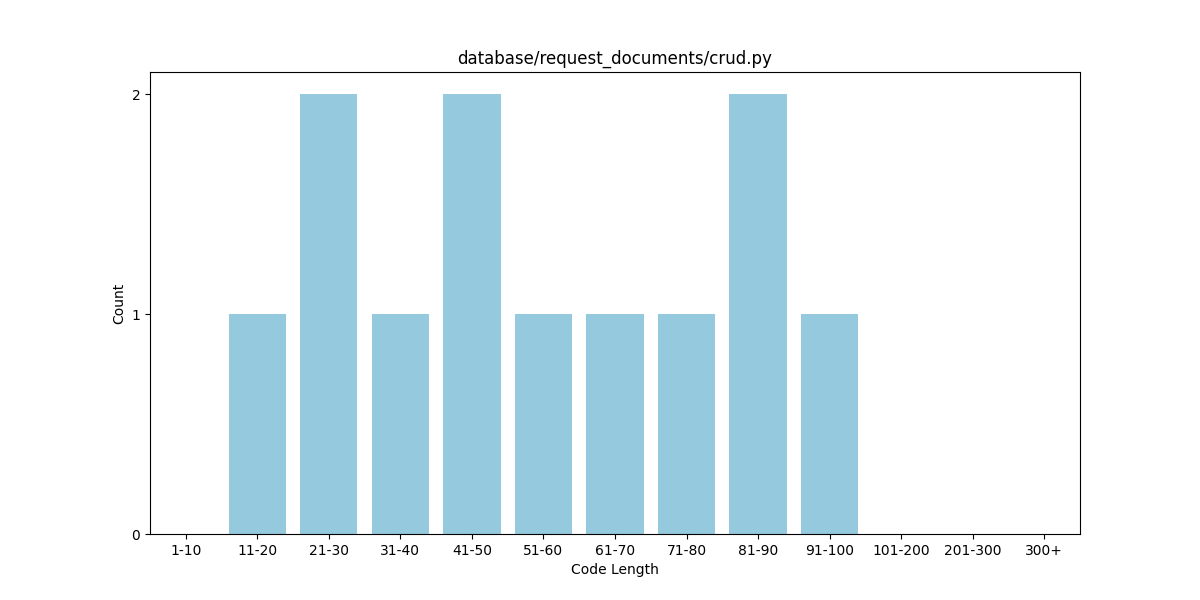 database/request_documents/crud.py
Count
2
1
0
1-10 11-20 21-30 31-40 41-50 51-60 61-70 71-80 81-90 91-100 101-200 201-300 300+
Code Length